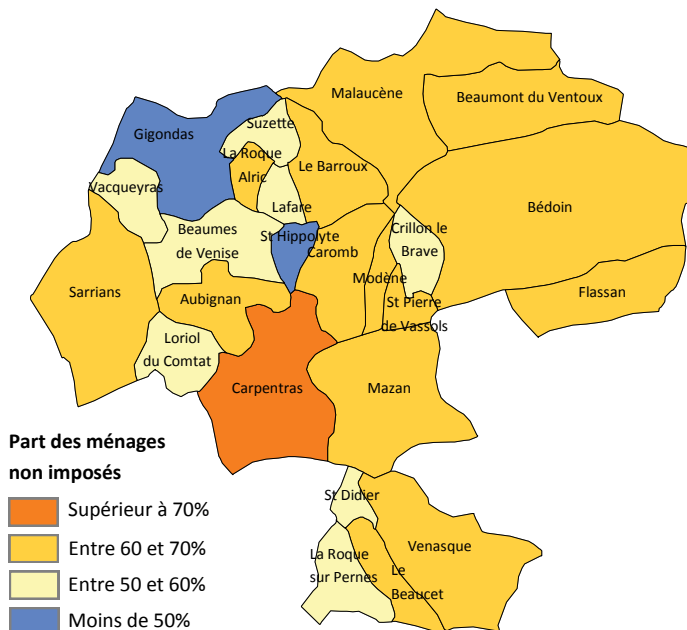 Malaucène
Beaumont du Ventoux
Suzette
Gigondas
La Roque
Alric
Le Barroux
Vacqueyras
Lafare
Bédoin
Beaumes
de Venise
St Hippolyte
Crillon le
Brave
Caromb
Modène
Sarrians
Aubignan
Flassan
St Pierre
de Vassols
Loriol
du Comtat
Carpentras
Mazan
St Didier
Venasque
La Roque
sur Pernes
Le
Beaucet
Part des ménages
non imposés
Supérieur à 70%
Entre 60 et 70%
Entre 50 et 60%
Moins de 50%